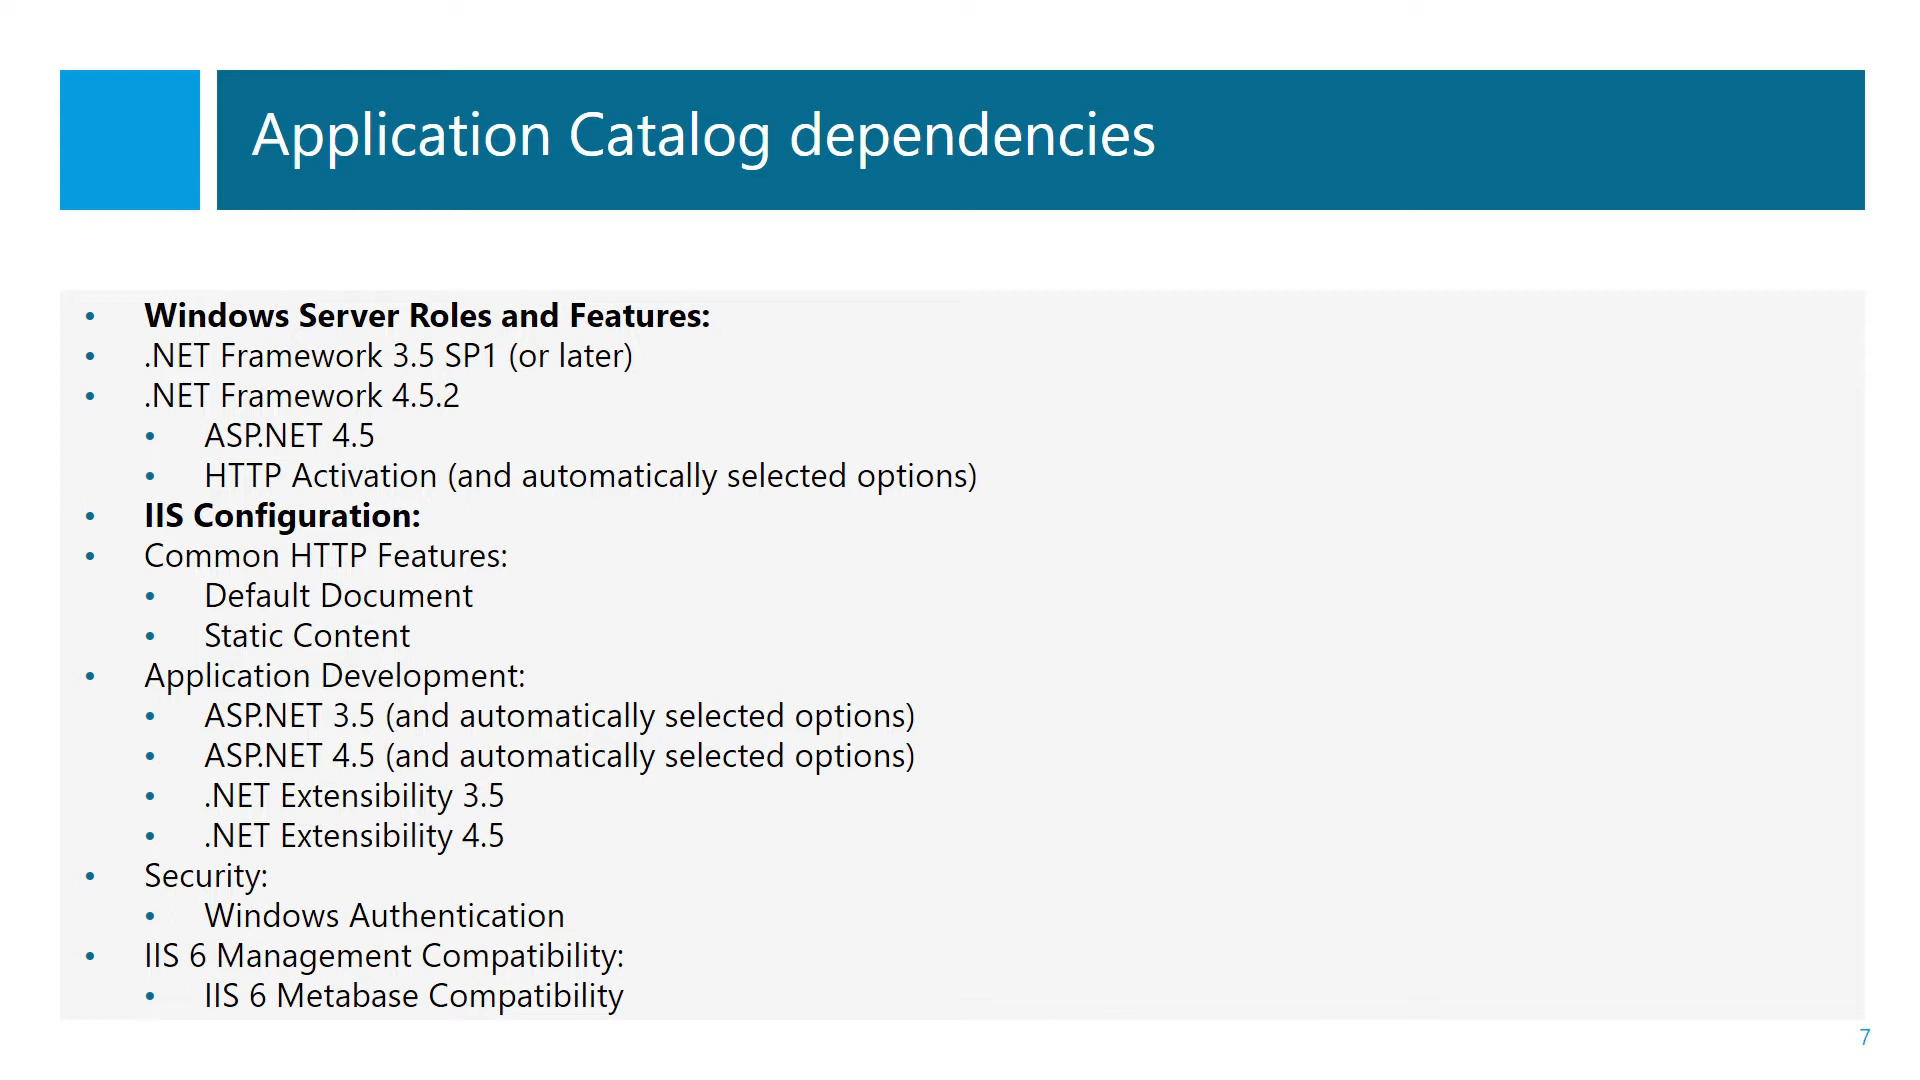 Application Catalog dependencies
• Windows Server Roles and Features:
• .NET Framework 3.5 SP1 (or later)
• .NET Framework 4.5.2
• ASP.NET 4.5
• HTTP Activation (and automatically selected options)
• IIS Configuration:
• Common HTTP Features:
• Default Document
• Static Content
• Application Development:
• ASP.NET 3.5 (and automatically selected options)
• ASP.NET 4.5 (and automatically selected options)
• .NET Extensibility 3.5
• .NET Extensibility 4.5
• Security:
• Windows Authentication
• IIS 6 Management Compatibility:
• IIS 6 Metabase Compatibility
7